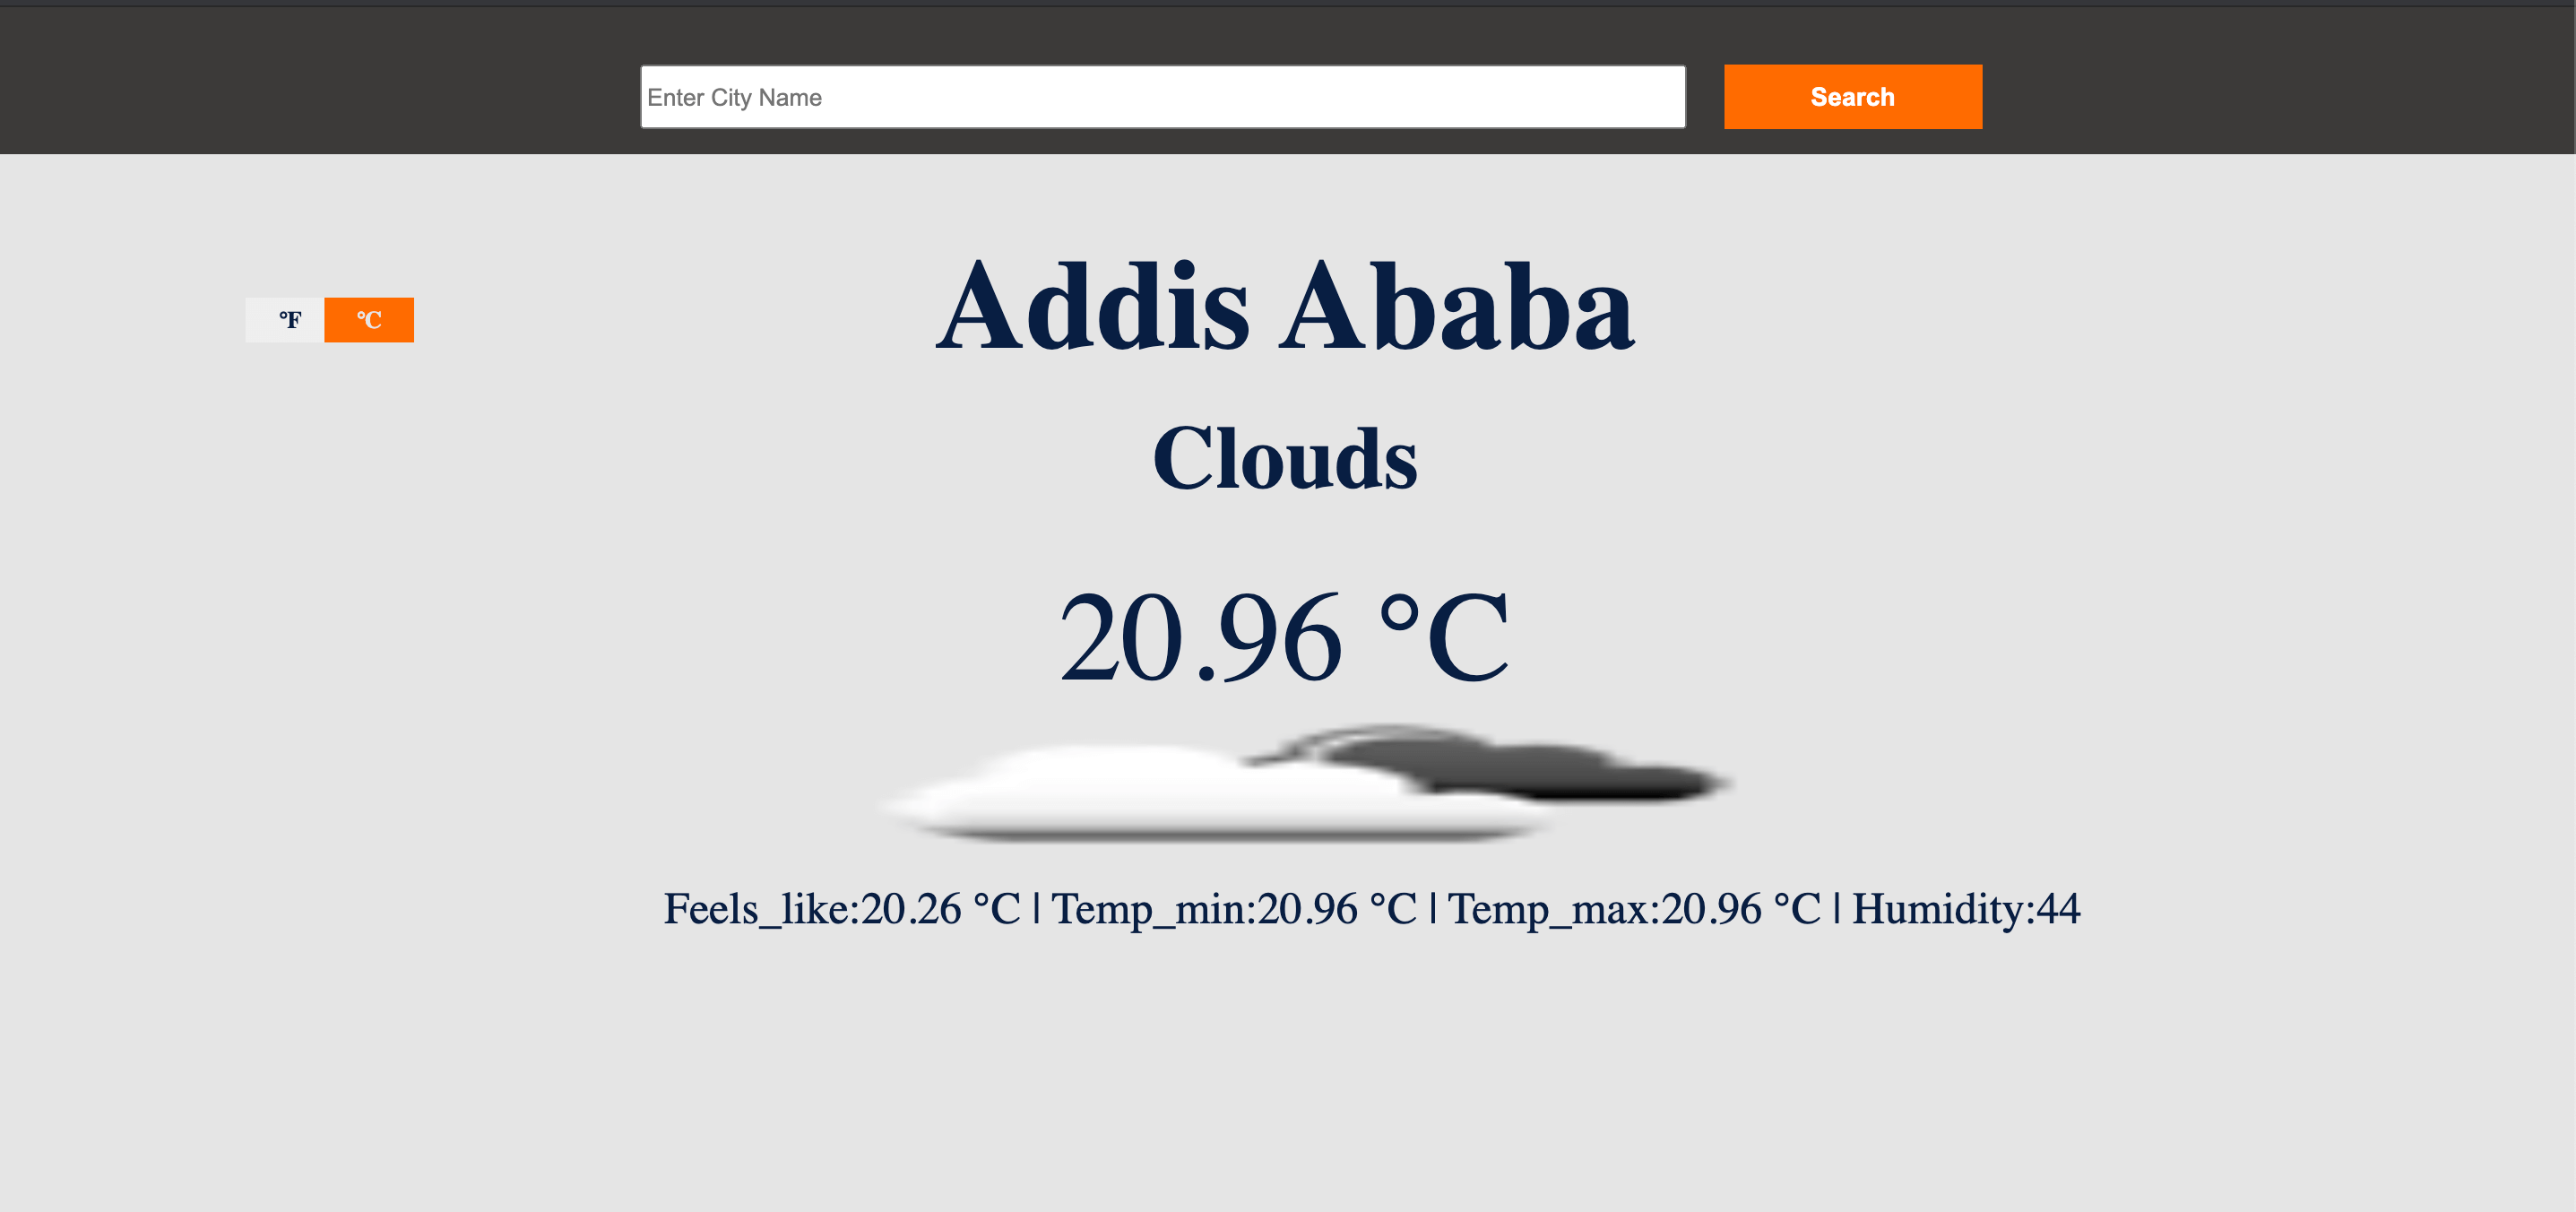 Enter City Name Search
Addis Ababa
°F °C
Clouds
20.96 °C
Feels_like:20.26 °C | Temp_min:20.96 °C | Temp_max:20.96 °C | Humidity:44